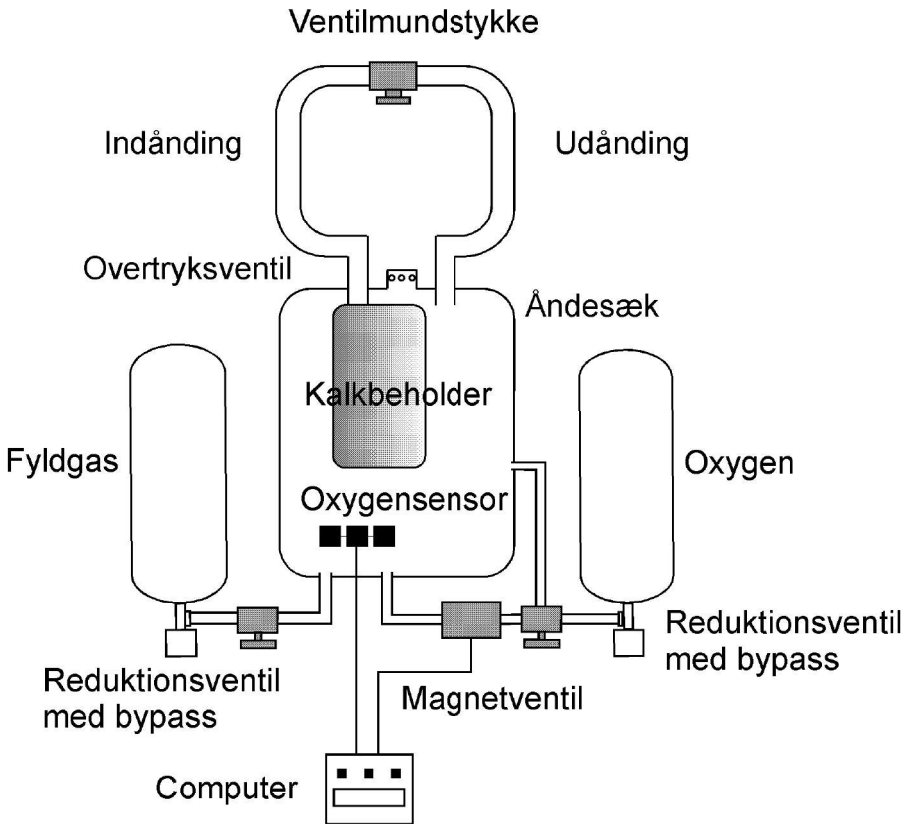 Ventilmundstykke
Indånding
Udånding
Overtryksventil
Åndesæk
Kalkbeholder
Fyldgas
Oxygen
Oxygensensor
Reduktionsventil
med bypass
Reduktionsventil
med bypass
Magnetventil
Computer